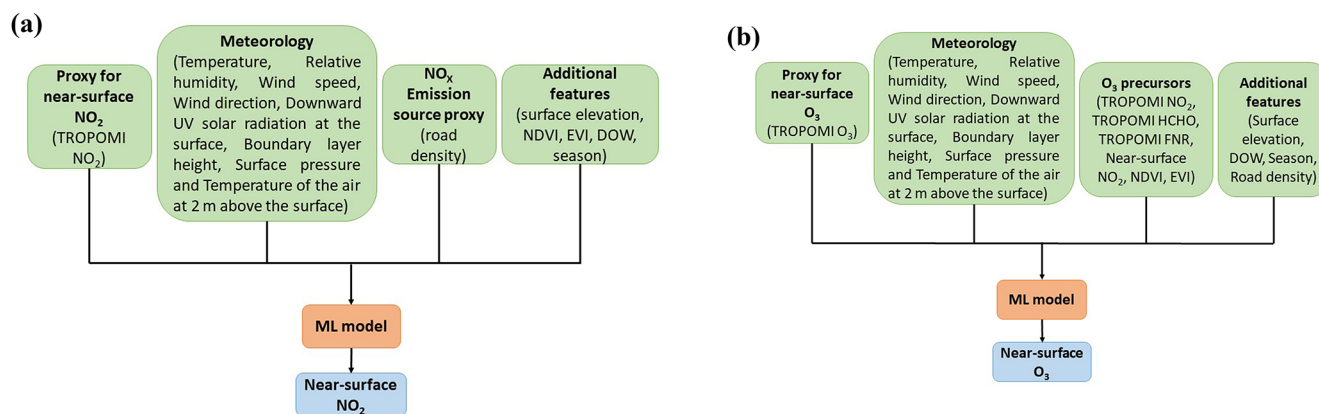 (a)
Proxy for
near-surface
NO₂
(TROPOMI
NO₂)
Meteorology
(Temperature, Relative
humidity, Wind speed,
Wind direction, Downward
UV solar radiation at the
surface, Boundary layer
height, Surface pressure
and Temperature of the air
at 2 m above the surface)
NOₓ
Emission
source proxy
(road
density)
Additional
features
(surface elevation,
NDVI, EVI, DOW,
season)
ML model
Near-surface
NO₂
(b)
Proxy for
near-surface
O₃
(TROPOMI O₃)
Meteorology
(Temperature, Relative
humidity, Wind speed,
Wind direction, Downward
UV solar radiation at the
surface, Boundary layer
height, Surface pressure
and Temperature of the air
at 2 m above the surface)
O₃ precursors
(TROPOMI NO₂,
TROPOMI HCHO,
TROPOMI FNR,
Near-surface
NO₂, NDVI, EVI)
Additional
features
(Surface
elevation,
DOW, Season,
Road density)
ML model
Near-surface
O₃